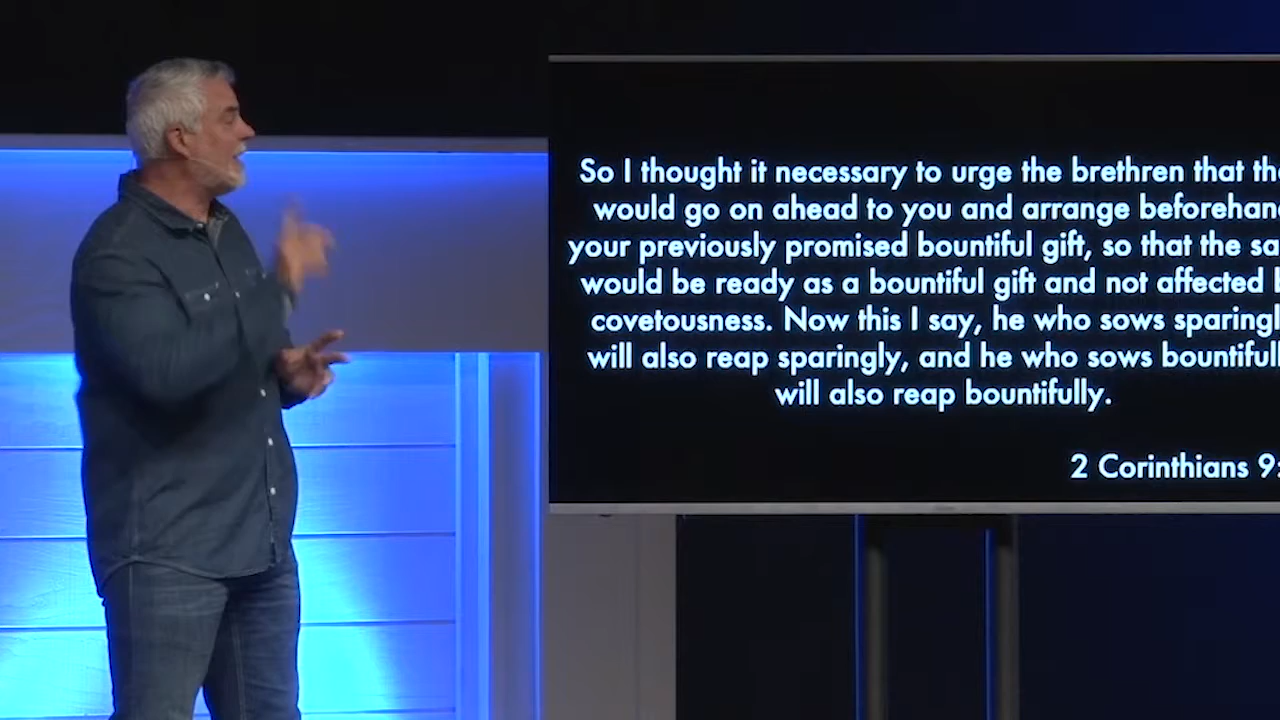 So I thought it necessary to urge the brethren that
would go on ahead to you and arrange
your previously promised bountiful gift, so that the
would be ready as a bountiful gift and not affected
covetousness. Now this I say, he who sows
will also reap sparingly, and he who sows
will also reap bountifully.
2 Corinthians 9: